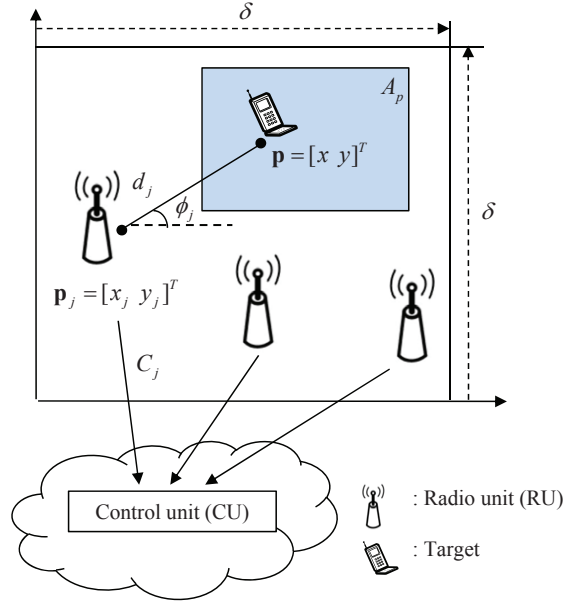 δ
A_p
p = [x y]^T
d_j
ϕ_j
δ
p_j = [x_j y_j]^T
C_j
Control unit (CU)
: Radio unit (RU)
: Target